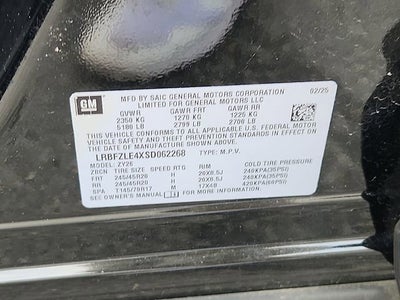 GM
MFD BY SAIC GENERAL MOTORS CORPORATION 02/25
LIMITED FOR GENERAL MOTORS LLC
GVWR GAWR FRT GAWR RR
2350 KG 1270 KG 1225 KG
5180 LB 2799 LB 2700 LB
THIS VEHICLE CONFORMS TO ALL APPLICABLE U.S. FEDERAL
MOTOR VEHICLE SAFETY STANDARDS IN EFFECT ON THE
DATE OF MANUFACTURE SHOWN ABOVE.
LRBFZLE4XSD062268 TYPE: M.P.V.
MODEL: ZY26
ZRCN TIRE SIZE SPEED RTG RIM COLD TIRE PRESSURE
FRT 245/45R20 H 20X8.5J 240KPA(35PSI)
RR 245/45R20 H 20X8.5J 240KPA(35PSI)
SPA T145/70R17 M 17X4B 420KPA(60PSI)
SEE OWNER'S MANUAL FOR MORE INFORMATION